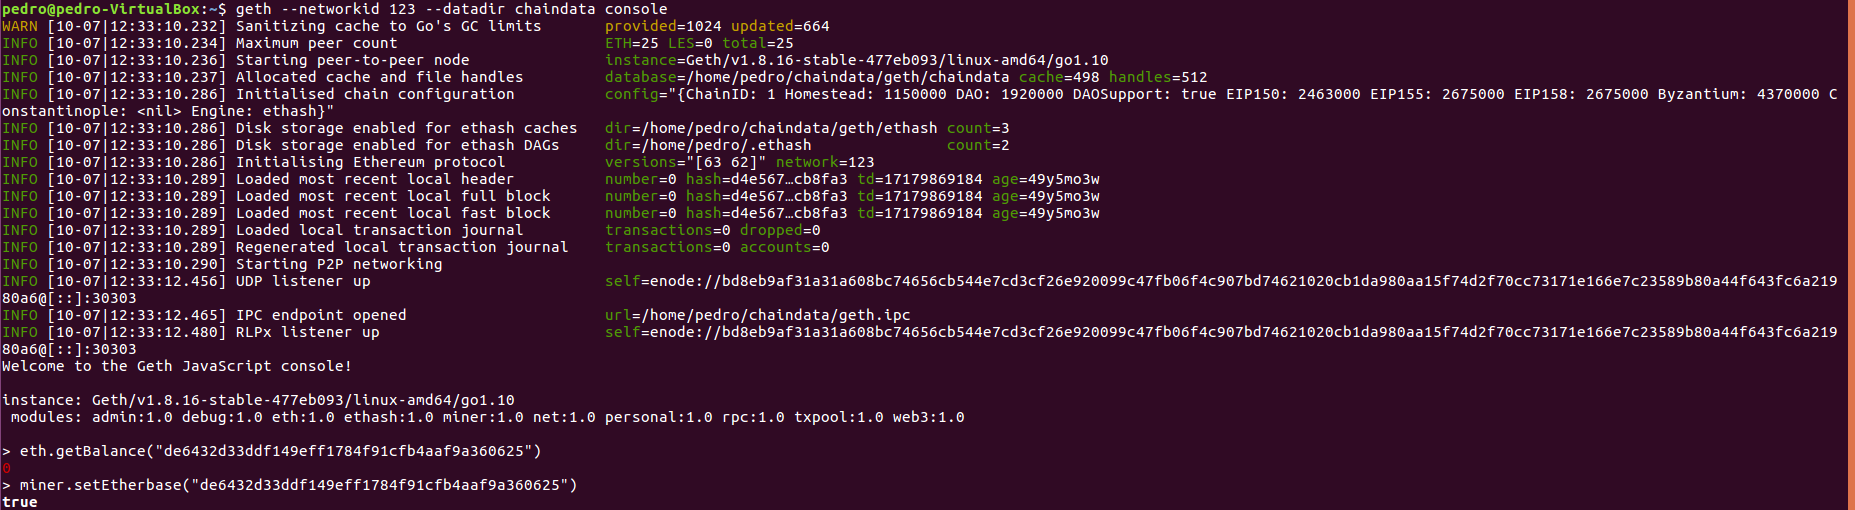 pedro@pedro-VirtualBox:~$ geth --networkid 123 --datadir chaindata console
WARN [10-07|12:33:10.232] Sanitizing cache to Go's GC limits       provided=1024 updated=664
INFO [10-07|12:33:10.234] Maximum peer count                       ETH=25 LES=0 total=25
INFO [10-07|12:33:10.236] Starting peer-to-peer node               instance=Geth/v1.8.16-stable-477eb093/linux-amd64/go1.10
INFO [10-07|12:33:10.237] Allocated cache and file handles         database=/home/pedro/chaindata/geth/chaindata cache=498 handles=512
INFO [10-07|12:33:10.286] Initialised chain configuration          config="{ChainID: 1 Homestead: 1150000 DAO: 1920000 DAOSupport: true EIP150: 2463000 EIP155: 2675000 EIP158: 2675000 Byzantium: 4370000 C
onstantinople: <nil> Engine: ethash}"
INFO [10-07|12:33:10.286] Disk storage enabled for ethash caches   dir=/home/pedro/chaindata/geth/ethash count=3
INFO [10-07|12:33:10.286] Disk storage enabled for ethash DAGs     dir=/home/pedro/.ethash               count=2
INFO [10-07|12:33:10.286] Initialising Ethereum protocol           versions="[63 62]" network=123
INFO [10-07|12:33:10.289] Loaded most recent local header          number=0 hash=d4e567…cb8fa3 td=17179869184 age=49y5mo3w
INFO [10-07|12:33:10.289] Loaded most recent local full block      number=0 hash=d4e567…cb8fa3 td=17179869184 age=49y5mo3w
INFO [10-07|12:33:10.289] Loaded most recent local fast block      number=0 hash=d4e567…cb8fa3 td=17179869184 age=49y5mo3w
INFO [10-07|12:33:10.289] Loaded local transaction journal         transactions=0 dropped=0
INFO [10-07|12:33:10.289] Regenerated local transaction journal    transactions=0 accounts=0
INFO [10-07|12:33:10.290] Starting P2P networking
INFO [10-07|12:33:12.456] UDP listener up                          self=enode://bd8eb9af31a31a608bc74656cb544e7cd3cf26e920099c47fb06f4c907bd74621020cb1da980aa15f74d2f70cc73171e166e7c23589b80a44f643fc6a219
80a6@[::]:30303
INFO [10-07|12:33:12.465] IPC endpoint opened                      url=/home/pedro/chaindata/geth.ipc
INFO [10-07|12:33:12.480] RLPx listener up                         self=enode://bd8eb9af31a31a608bc74656cb544e7cd3cf26e920099c47fb06f4c907bd74621020cb1da980aa15f74d2f70cc73171e166e7c23589b80a44f643fc6a219
80a6@[::]:30303
Welcome to the Geth JavaScript console!

instance: Geth/v1.8.16-stable-477eb093/linux-amd64/go1.10
 modules: admin:1.0 debug:1.0 eth:1.0 ethash:1.0 miner:1.0 net:1.0 personal:1.0 rpc:1.0 txpool:1.0 web3:1.0

> eth.getBalance("de6432d33ddf149eff1784f91cfb4aaf9a360625")
0
> miner.setEtherbase("de6432d33ddf149eff1784f91cfb4aaf9a360625")
true